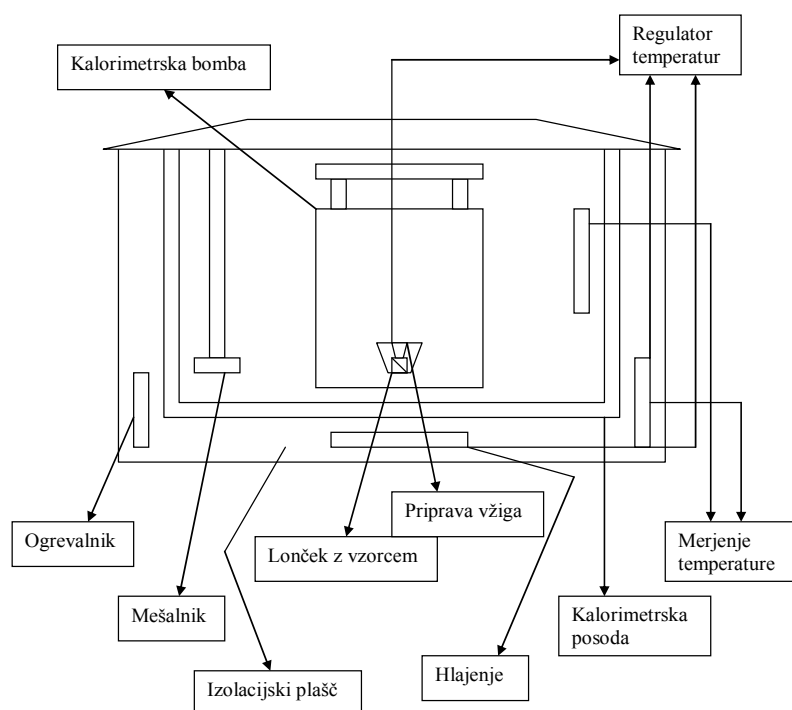 Regulator
temperatur
Kalorimetrska bomba
Priprava vžiga
Ogrevalnik
Lonček z vzorcem
Merjenje
temperature
Mešalnik
Kalorimetrska
posoda
Hlajenje
Izolacijski plašč